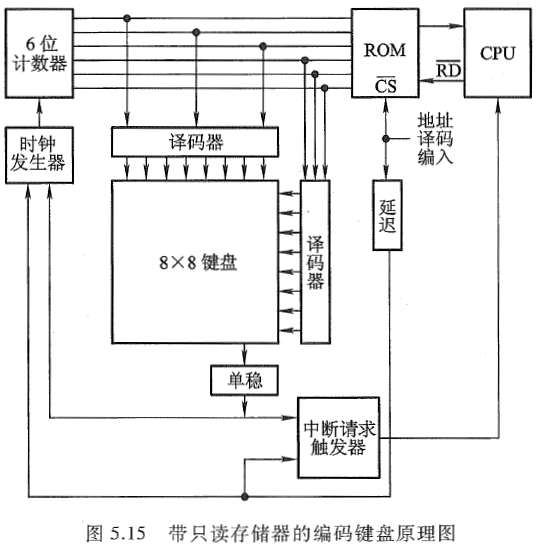 6位
计数器
ROM
CS
CPU
RD
时钟
发生器
译码器
地址
译码
编入
延迟
8×8 键盘
译码器
单稳
中断请求
触发器
图 5.15 带只读存储器的编码键盘原理图